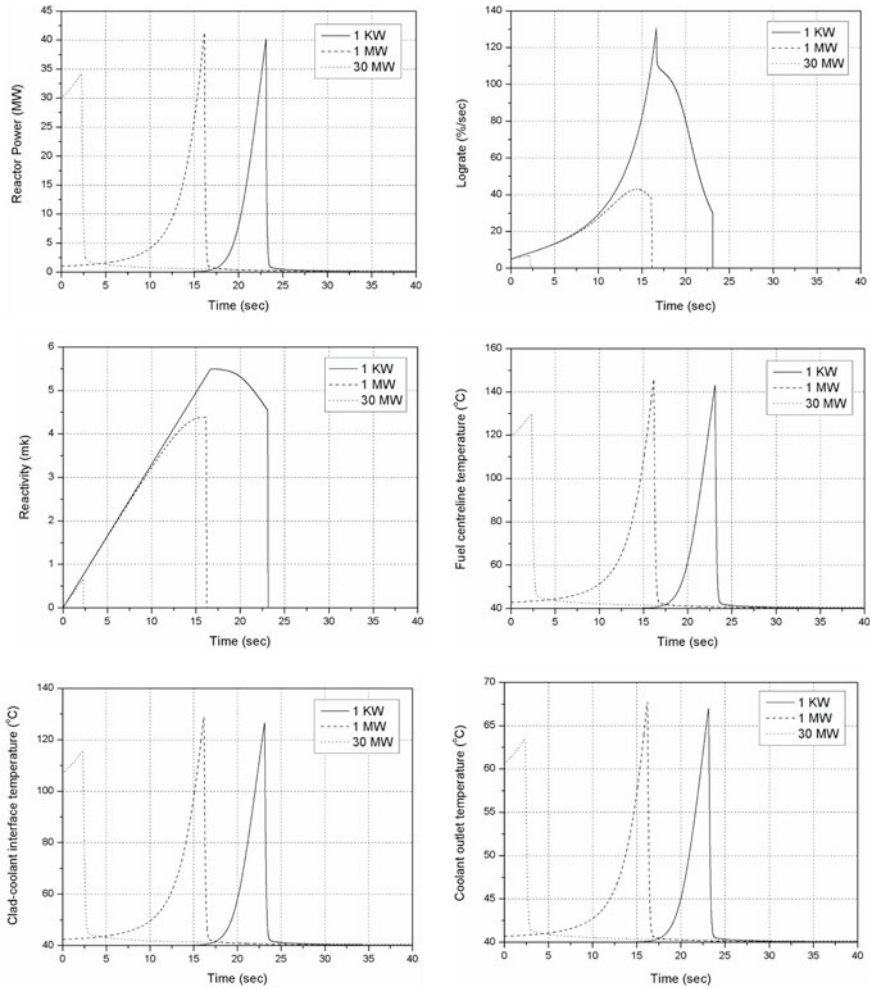 45
40
35
30
25
20
15
10
5
0
Reactor Power (MW)
1 KW
1 MW
30 MW
0 5 10 15 20 25 30 35 40
Time (sec)
140
120
100
80
60
40
20
0
Lograte (%/sec)
1 KW
1 MW
30 MW
0 5 10 15 20 25 30 35 40
Time (sec)
6
5
4
3
2
1
0
Reactivity (mk)
1 KW
1 MW
30 MW
0 5 10 15 20 25 30 35 40
Time (sec)
160
140
120
100
80
60
40
Fuel centreline temperature (°C)
1 KW
1 MW
30 MW
0 5 10 15 20 25 30 35 40
Time (sec)
140
120
100
80
60
40
Clad-coolant interface temperature (°C)
1 KW
1 MW
30 MW
0 5 10 15 20 25 30 35 40
Time (sec)
70
65
60
55
50
45
40
Coolant outlet temperature (°C)
1 KW
1 MW
30 MW
0 5 10 15 20 25 30 35 40
Time (sec)